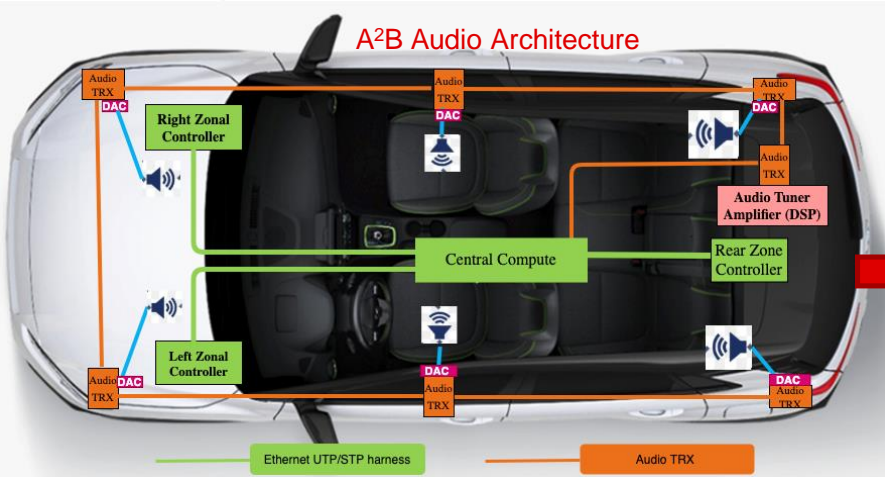 A²B Audio Architecture
Audio
TRX
DAC
Right Zonal
Controller
Audio
TRX
DAC
Audio
TRX
DAC
Audio
TRX
Audio Tuner
Amplifier (DSP)
Central Compute
Rear Zone
Controller
Left Zonal
Controller
Audio
TRX
DAC
DAC
Audio
TRX
DAC
Audio
TRX
Ethernet UTP/STP harness
Audio TRX